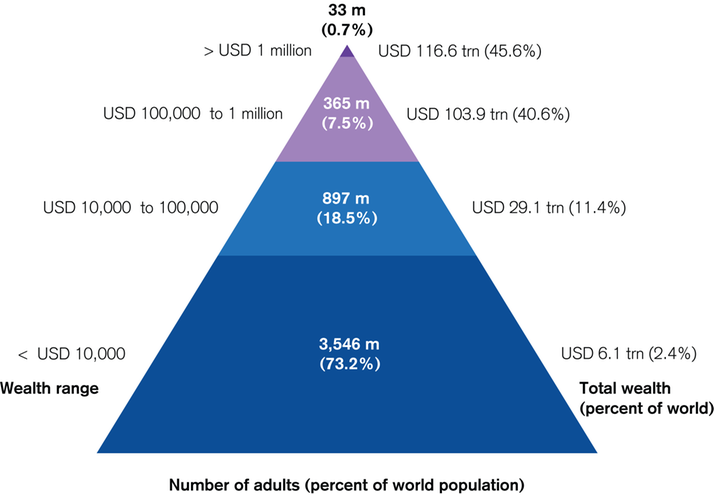 33 m
(0.7%)
> USD 1 million
USD 116.6 trn (45.6%)
365 m
(7.5%)
USD 100,000 to 1 million
USD 103.9 trn (40.6%)
897 m
(18.5%)
USD 10,000 to 100,000
USD 29.1 trn (11.4%)
3,546 m
(73.2%)
< USD 10,000
USD 6.1 trn (2.4%)
Wealth range
Total wealth
(percent of world)
Number of adults (percent of world population)